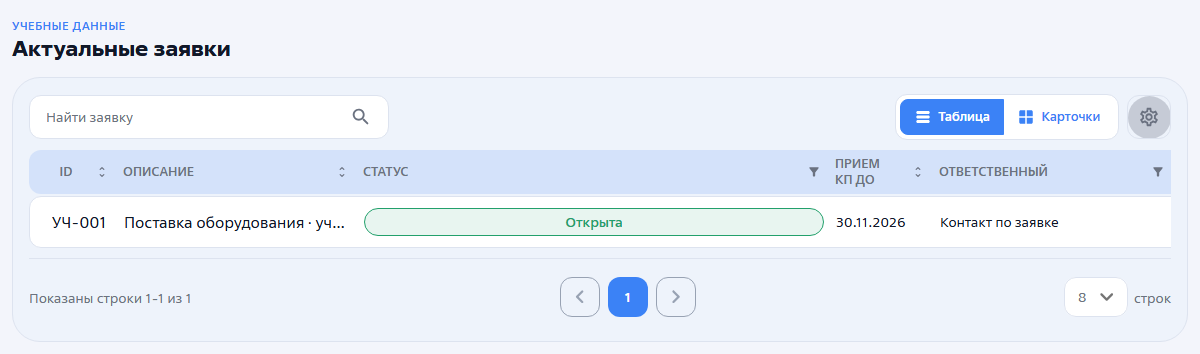 УЧЕБНЫЕ ДАННЫЕ
Актуальные заявки
Найти заявку
Таблица
Карточки
ID
ОПИСАНИЕ
СТАТУС
ПРИЕМ
КП ДО
ОТВЕТСТВЕННЫЙ
УЧ-001
Поставка оборудования · уч...
Открыта
30.11.2026
Контакт по заявке
Показаны строки 1-1 из 1
1
8
строк